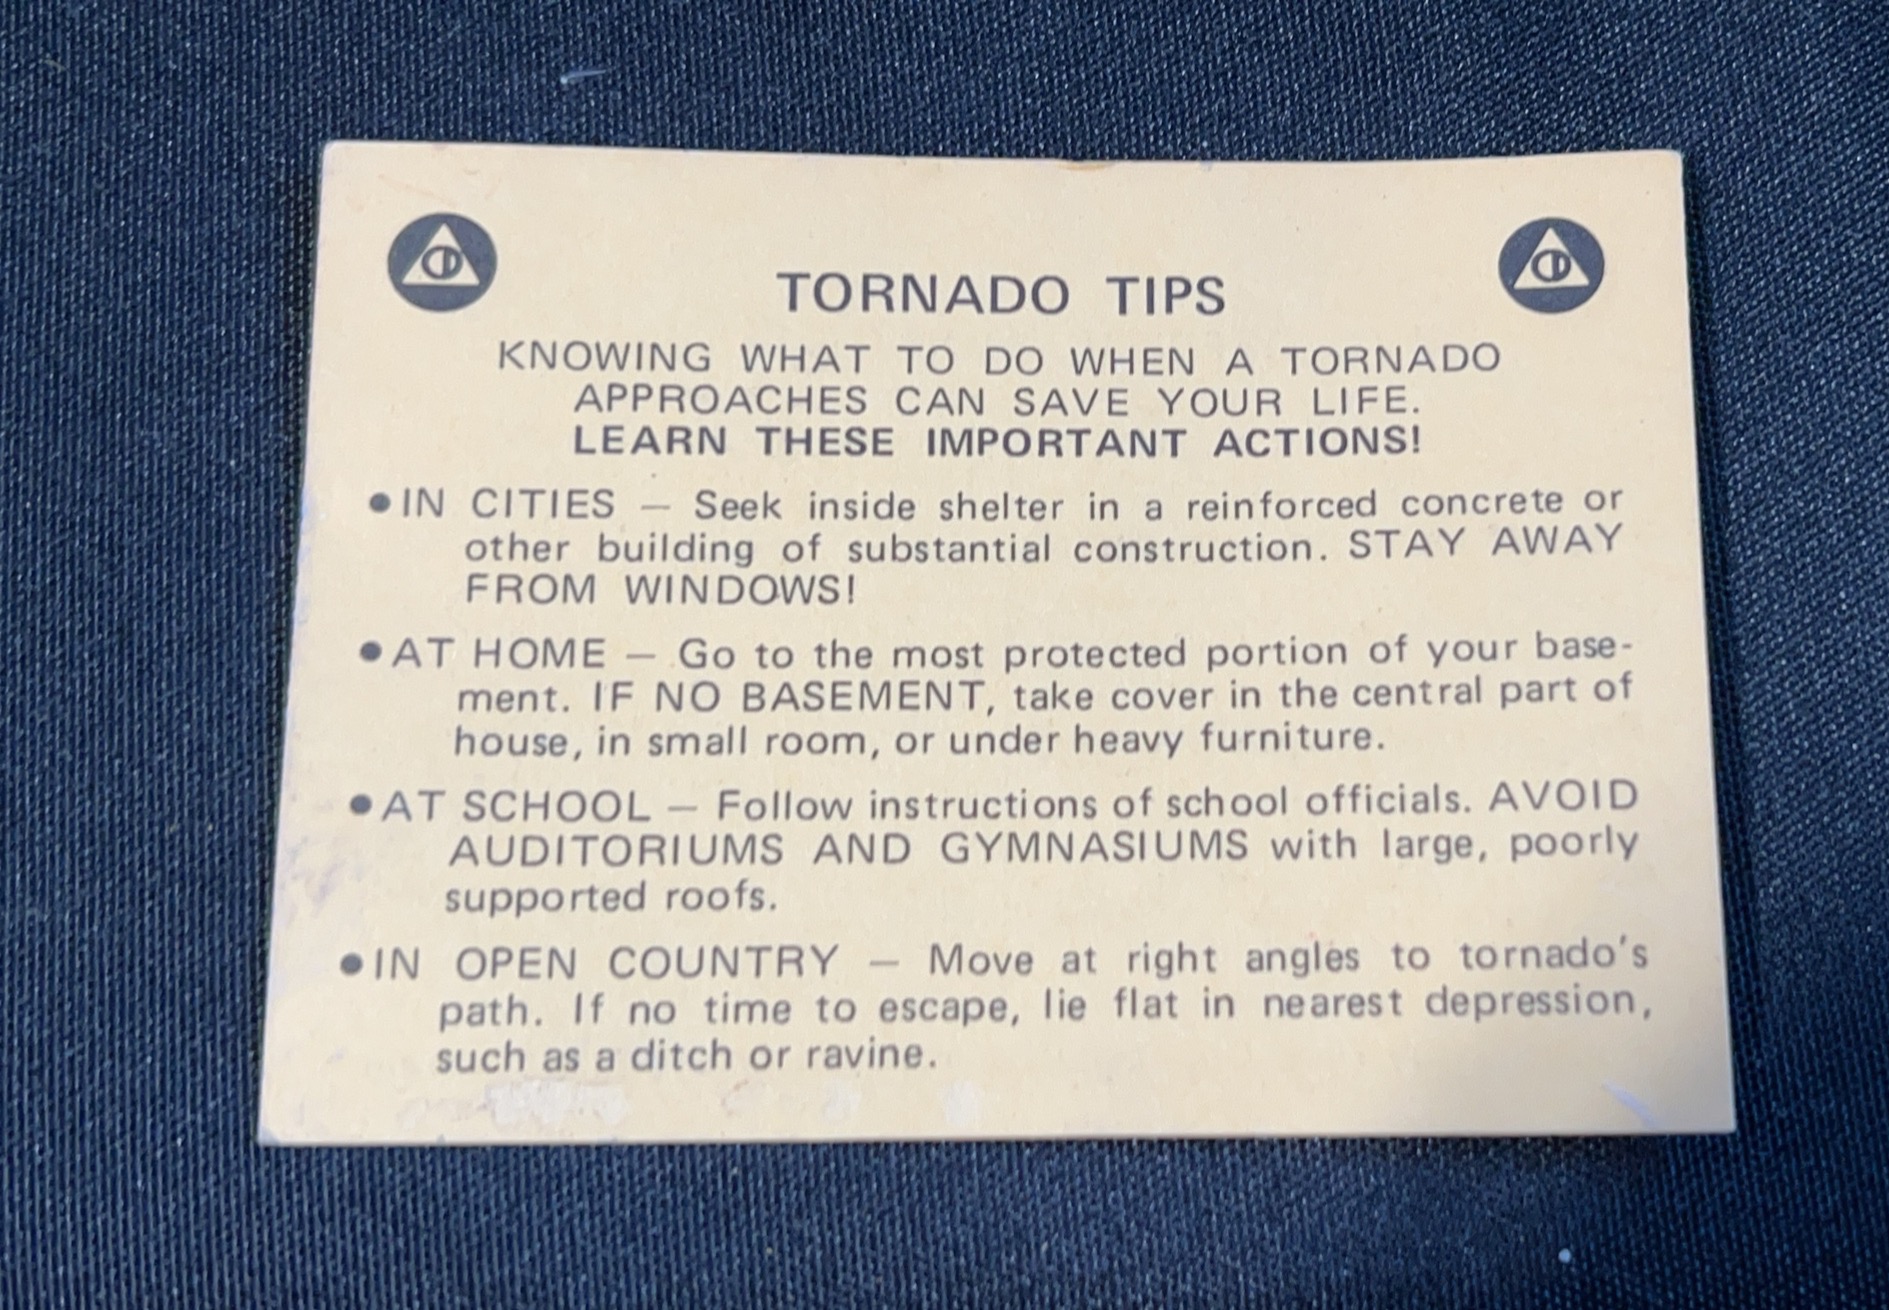 CD CD
TORNADO TIPS
KNOWING WHAT TO DO WHEN A TORNADO
APPROACHES CAN SAVE YOUR LIFE.
LEARN THESE IMPORTANT ACTIONS!
●IN CITIES — Seek inside shelter in a reinforced concrete or
other building of substantial construction. STAY AWAY
FROM WINDOWS!
●AT HOME — Go to the most protected portion of your base-
ment. IF NO BASEMENT, take cover in the central part of
house, in small room, or under heavy furniture.
●AT SCHOOL — Follow instructions of school officials. AVOID
AUDITORIUMS AND GYMNASIUMS with large, poorly
supported roofs.
●IN OPEN COUNTRY — Move at right angles to tornado's
path. If no time to escape, lie flat in nearest depression,
such as a ditch or ravine.